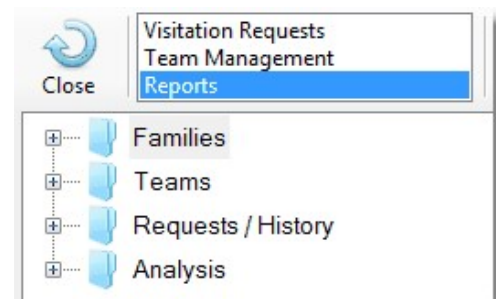 Close
Visitation Requests
Team Management
Reports
Families
Teams
Requests / History
Analysis